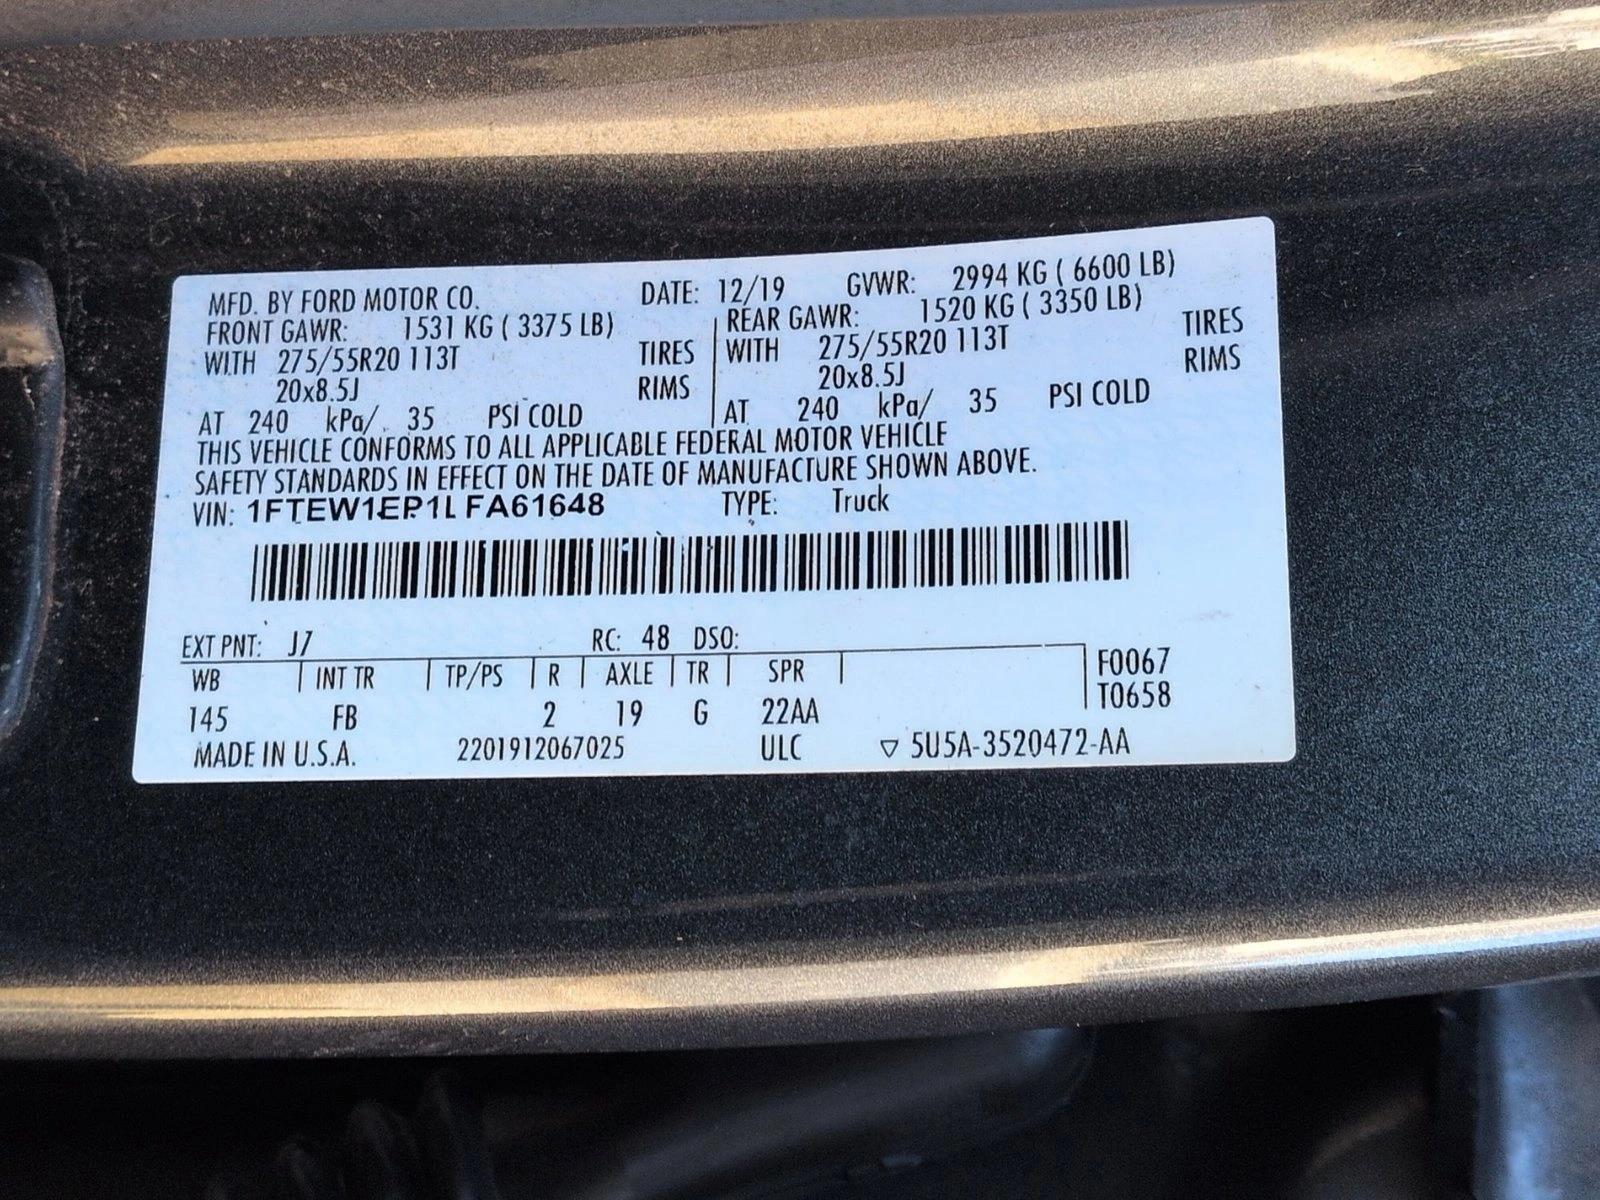 MFD. BY FORD MOTOR CO. DATE: 12/19 GVWR: 2994 KG ( 6600 LB)
FRONT GAWR: 1531 KG ( 3375 LB) REAR GAWR: 1520 KG ( 3350 LB)
WITH 275/55R20 113T TIRES WITH 275/55R20 113T TIRES
20x8.5J RIMS 20x8.5J RIMS
AT 240 kPa/ 35 PSI COLD AT 240 kPa/ 35 PSI COLD
THIS VEHICLE CONFORMS TO ALL APPLICABLE FEDERAL MOTOR VEHICLE
SAFETY STANDARDS IN EFFECT ON THE DATE OF MANUFACTURE SHOWN ABOVE.
VIN: 1FTEW1EP1LFA61648 TYPE: Truck
EXT PNT: J7 RC: 48 DSO:
WB INT TR TP/PS R AXLE TR SPR F0067
T0658
145 FB 2 19 G 22AA
MADE IN U.S.A. 2201912067025 ULC ▽ 5U5A-3520472-AA